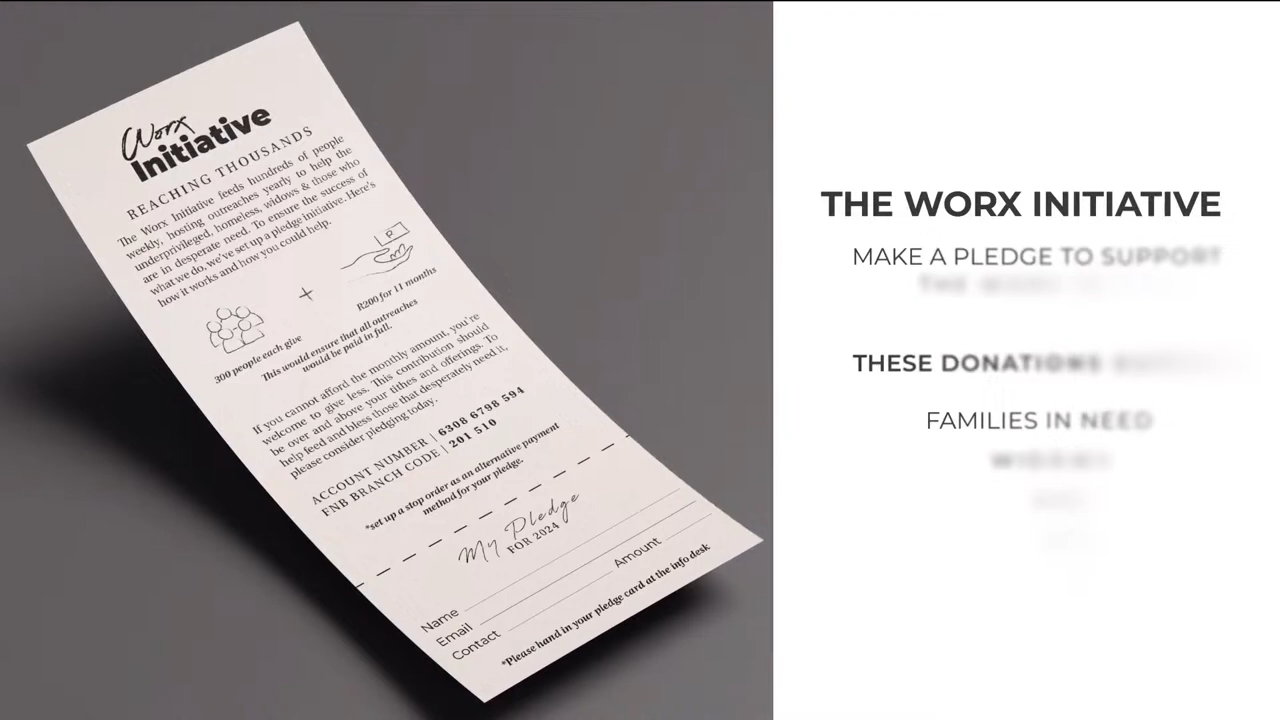 Worx
Initiative
REACHING THOUSANDS
The Worx Initiative feeds hundreds of people
weekly, hosting outreaches yearly to help the
underprivileged, homeless, widows & those who
are in desperate need. To ensure the success of
what we do, we've set up a pledge initiative. Here's
how it works and how you could help.
R
+
300 people each give
R200 for 11 months
This would ensure that all outreaches
would be paid in full.
If you cannot afford the monthly amount, you're
welcome to give less. This contribution should
be over and above your tithes and offerings. To
help feed and bless those that desperately need it,
please consider pledging today.
ACCOUNT NUMBER | 6308 6798 594
FNB BRANCH CODE | 201 510
*set up a stop order as an alternative payment
method for your pledge.
My Pledge
FOR 2024
Name
Email
Contact
Amount
*Please hand in your pledge card at the info desk
THE WORX INITIATIVE
MAKE A PLEDGE TO SUPPORT
THESE DONATIONS
FAMILIES IN NEED